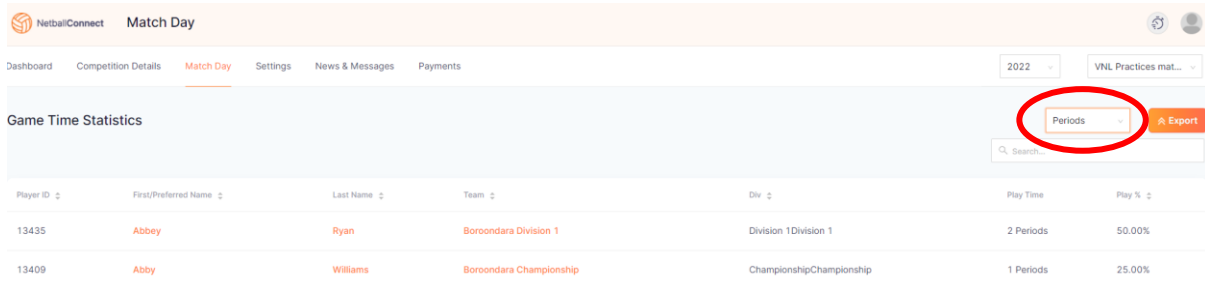 NetballConnect Match Day
Dashboard Competition Details Match Day Settings News & Messages Payments 2022 VNL Practices mat...
Game Time Statistics Periods Export
Search...
Player ID First/Preferred Name Last Name Team Div Play Time Play %
13435 Abbey Ryan Boroondara Division 1 Division 1Division 1 2 Periods 50.00%
13409 Abby Williams Boroondara Championship ChampionshipChampionship 1 Periods 25.00%